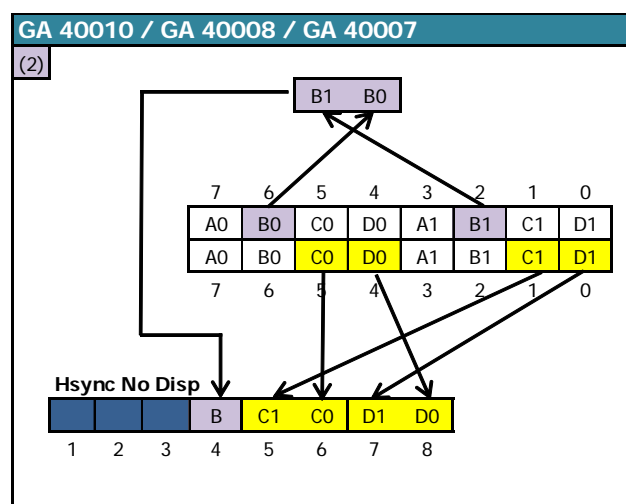 GA 40010 / GA 40008 / GA 40007
(2)
B1 B0
7 6 5 4 3 2 1 0
A0 B0 C0 D0 A1 B1 C1 D1
A0 B0 C0 D0 A1 B1 C1 D1
7 6 5 4 3 2 1 0
Hsync No Disp
B C1 C0 D1 D0
1 2 3 4 5 6 7 8